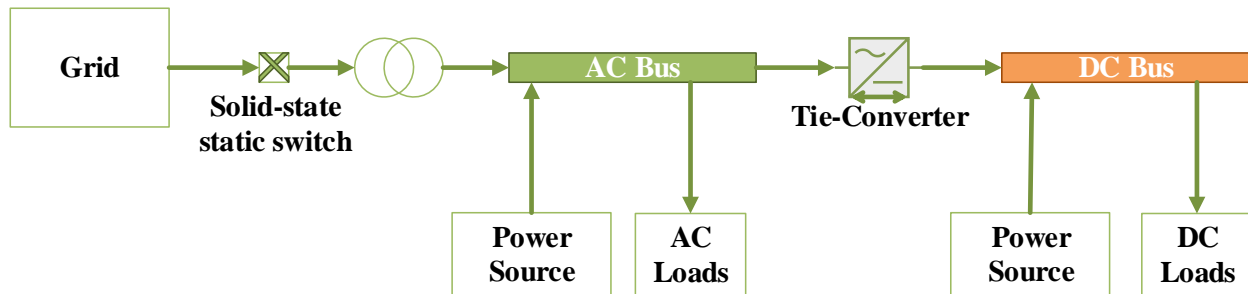 Grid
Solid-state
static switch
AC Bus
Tie-Converter
DC Bus
Power
Source
AC
Loads
Power
Source
DC
Loads